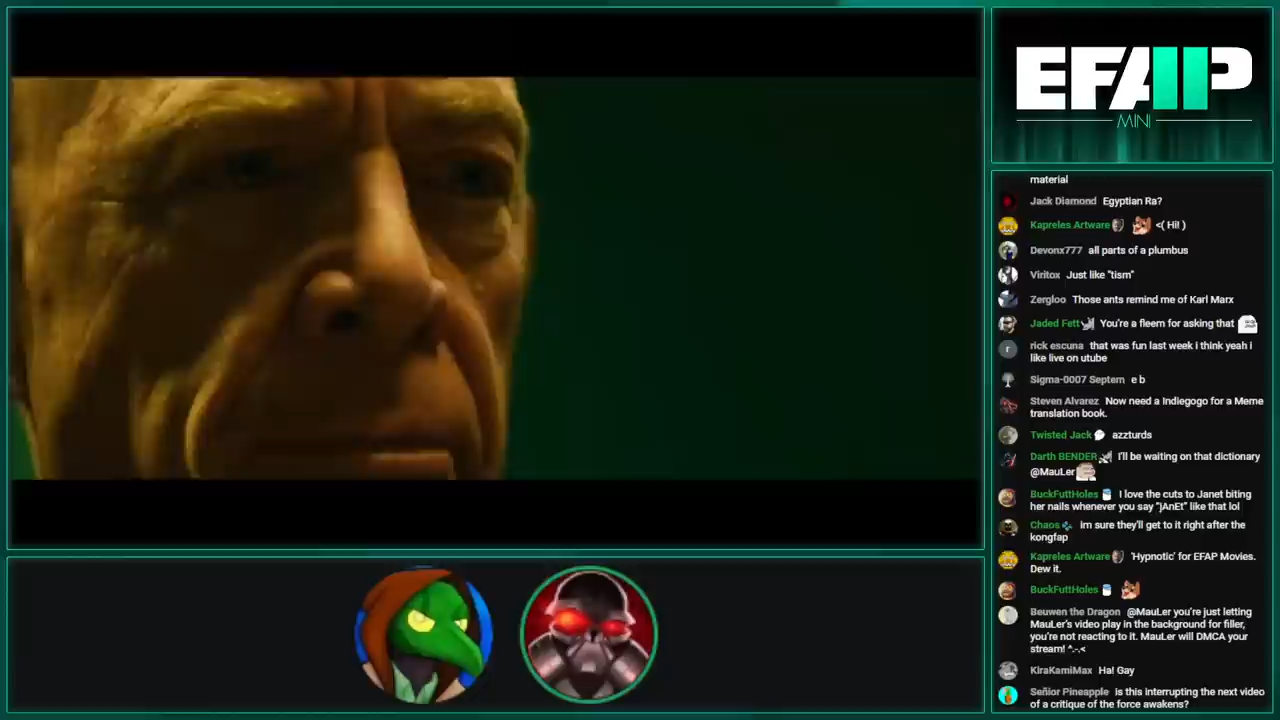 EFAP
MINI
material
Jack Diamond Egyptian Ra?
Kapreles Artware <( Hi! )
Devonx777 all parts of a plumbus
Viritox Just like "tism"
Zergloo Those ants remind me of Karl Marx
Jaded Fett You're a fleem for asking that
rick escuna that was fun last week i think yeah i
like live on utube
Sigma-0007 Septem e b
Steven Alvarez Now need a Indiegogo for a Meme
translation book.
Twisted Jack azzturds
Darth BENDER I'll be waiting on that dictionary
@MauLer
BuckFuttHoles I love the cuts to Janet biting
her nails whenever you say "jAnEt" like that lol
Chaos im sure they'll get to it right after the
kongfap
Kapreles Artware 'Hypnotic' for EFAP Movies.
Dew it.
BuckFuttHoles
Beuwen the Dragon @MauLer you're just letting
MauLer's video play in the background for filler,
you're not reacting to it. MauLer will DMCA your
stream! ^.-.<
KiraKamiMax Ha! Gay
Señior Pineapple is this interrupting the next video
of a critique of the force awakens?